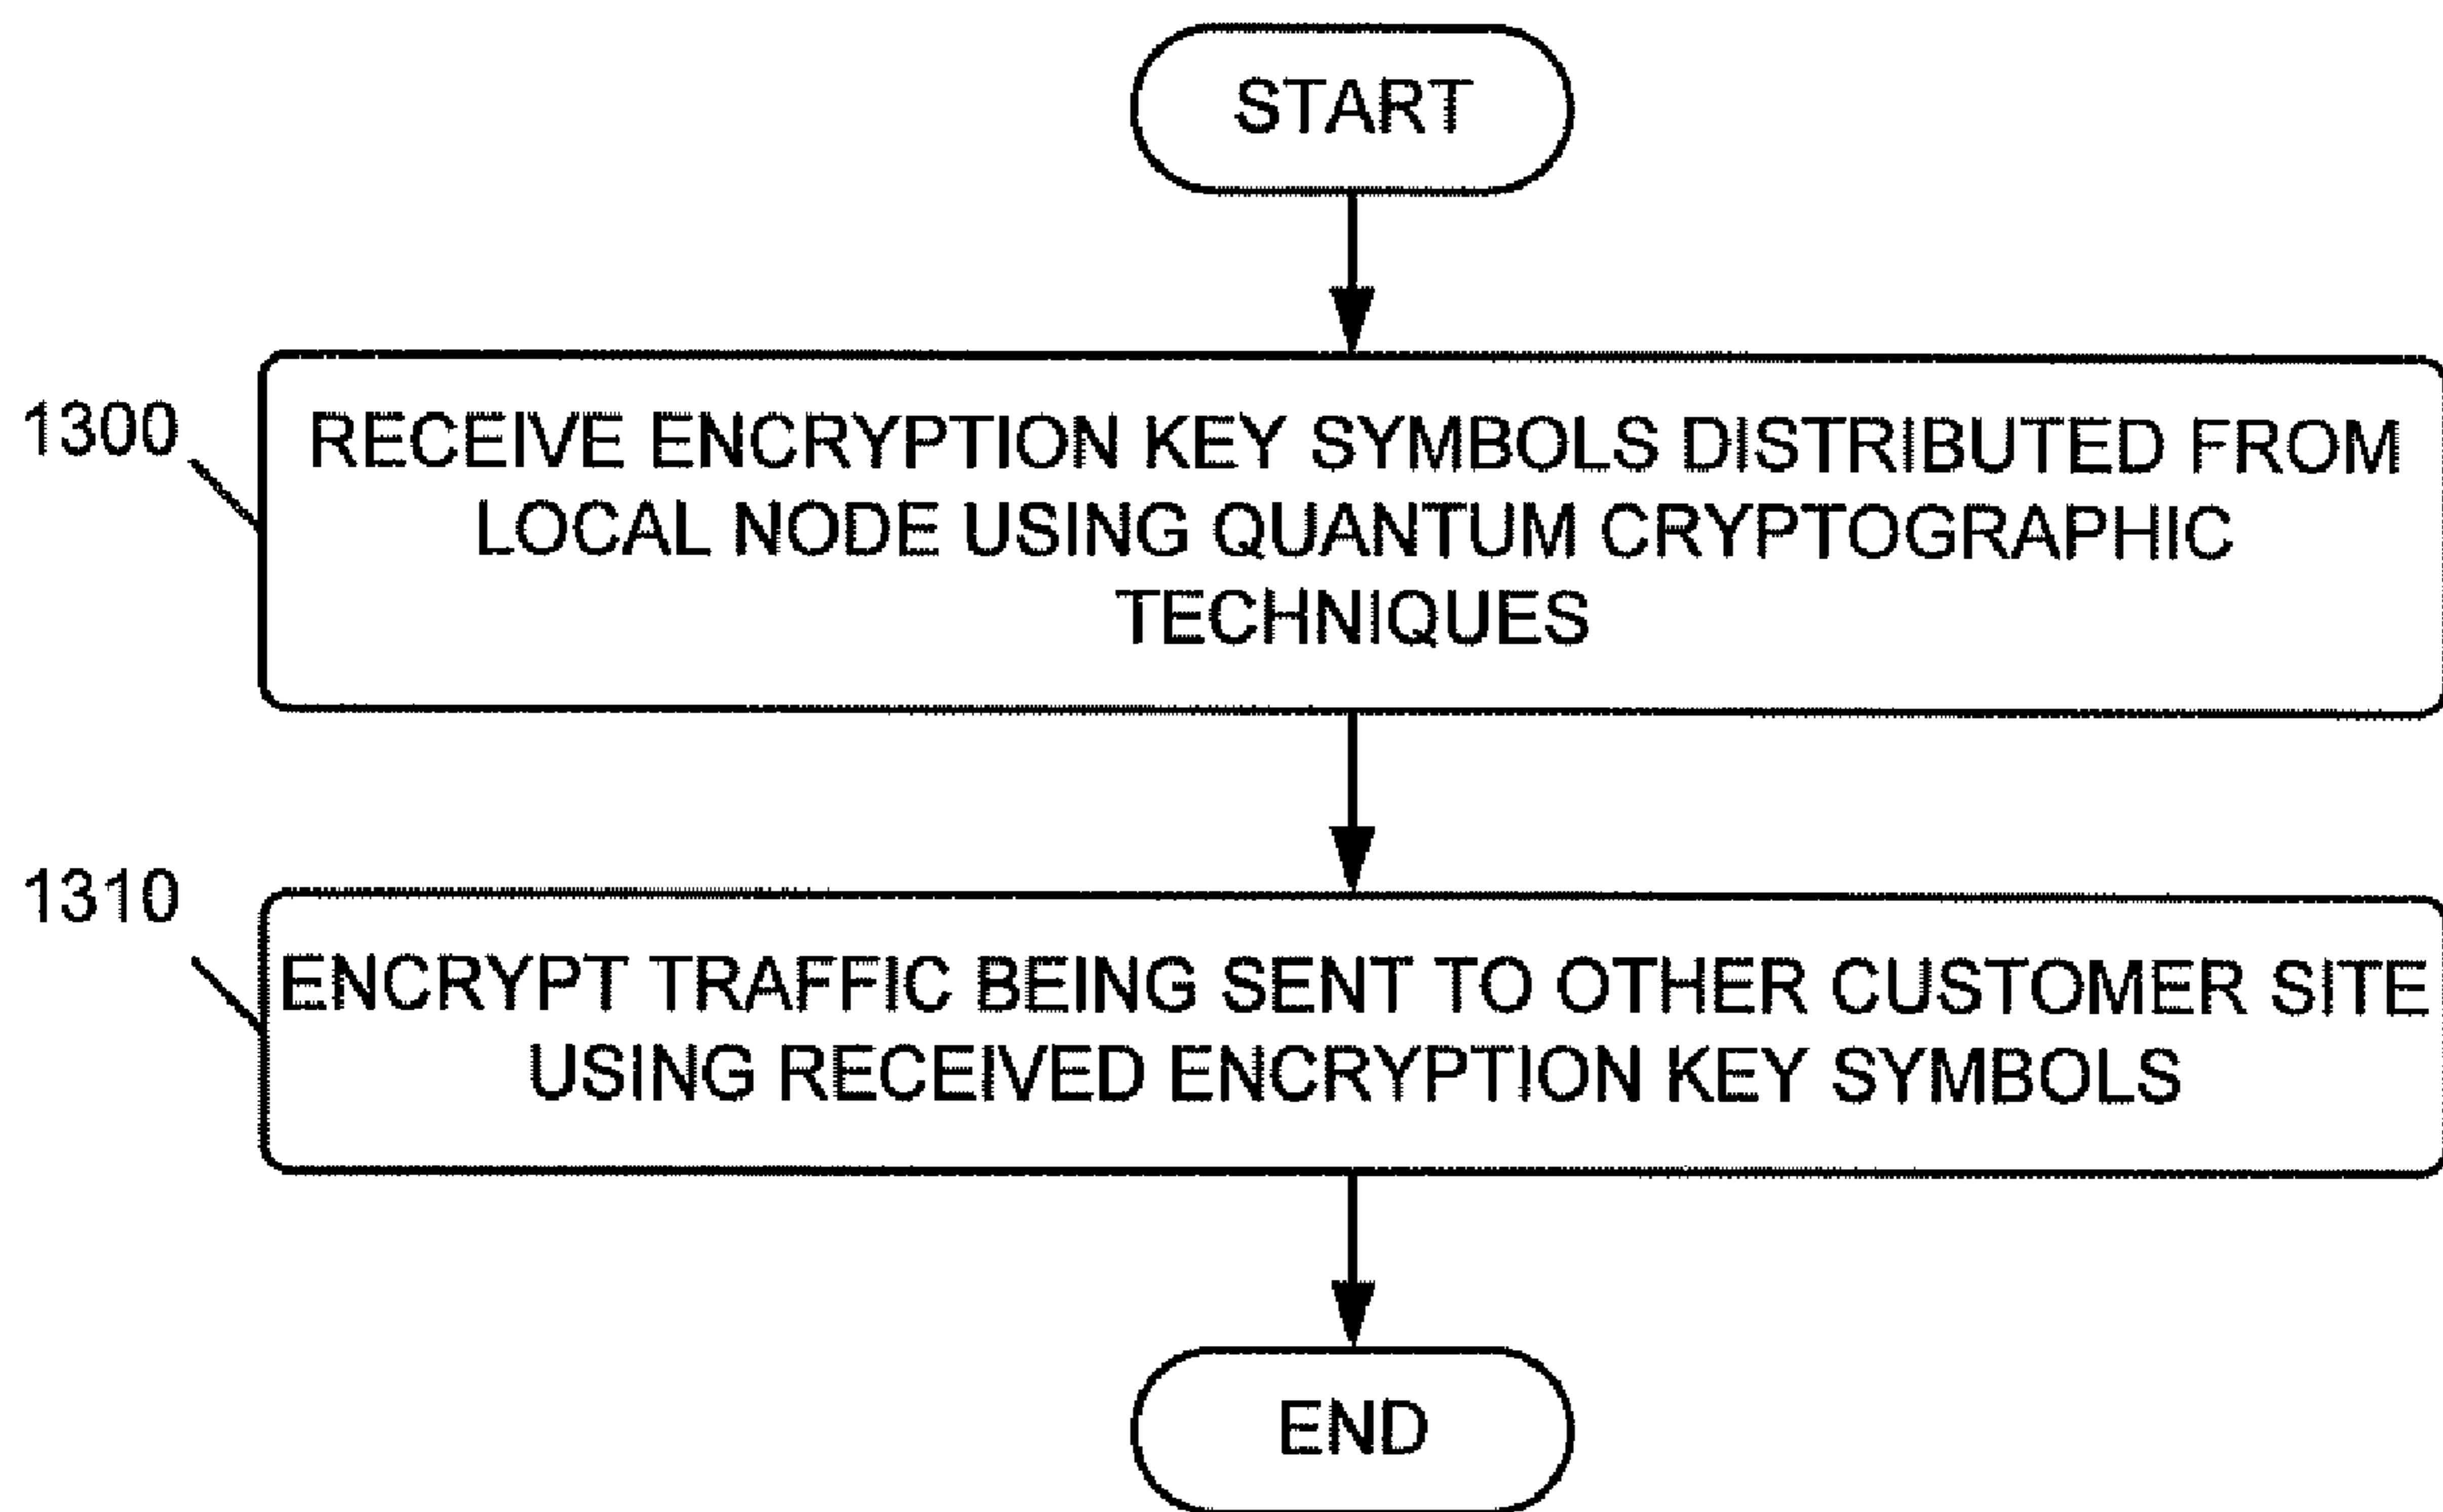 START
1300
RECEIVE ENCRYPTION KEY SYMBOLS DISTRIBUTED FROM
LOCAL NODE USING QUANTUM CRYPTOGRAPHIC
TECHNIQUES
1310
ENCRYPT TRAFFIC BEING SENT TO OTHER CUSTOMER SITE
USING RECEIVED ENCRYPTION KEY SYMBOLS
END